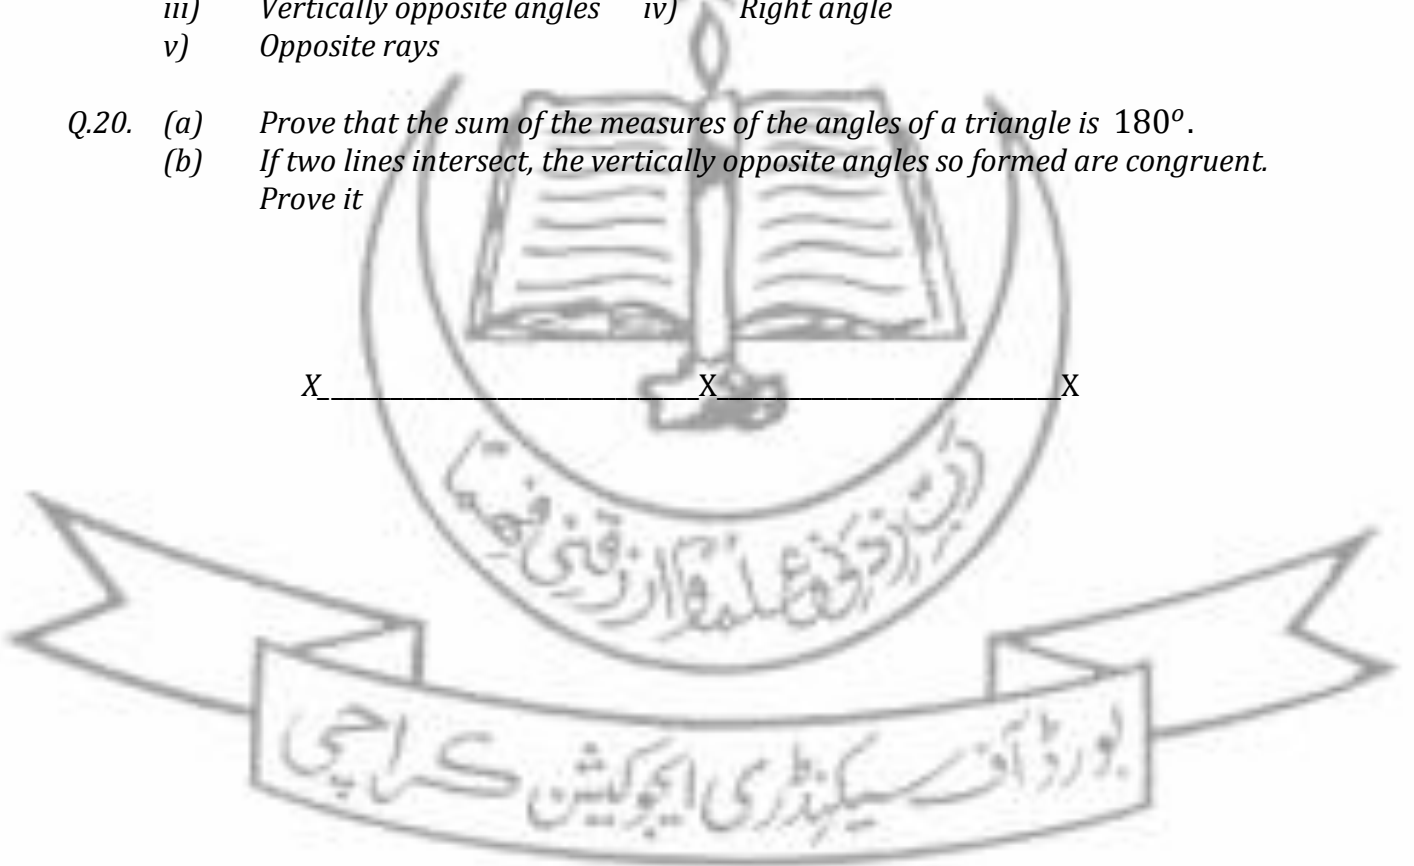 iii) Vertically opposite angles iv) Right angle
v) Opposite rays
Q.20. (a) Prove that the sum of the measures of the angles of a triangle is 180°.
(b) If two lines intersect, the vertically opposite angles so formed are congruent.
Prove it
X______________________________X____________________________X
بورڈ آف سیکنڈری ایجوکیشن کراچی